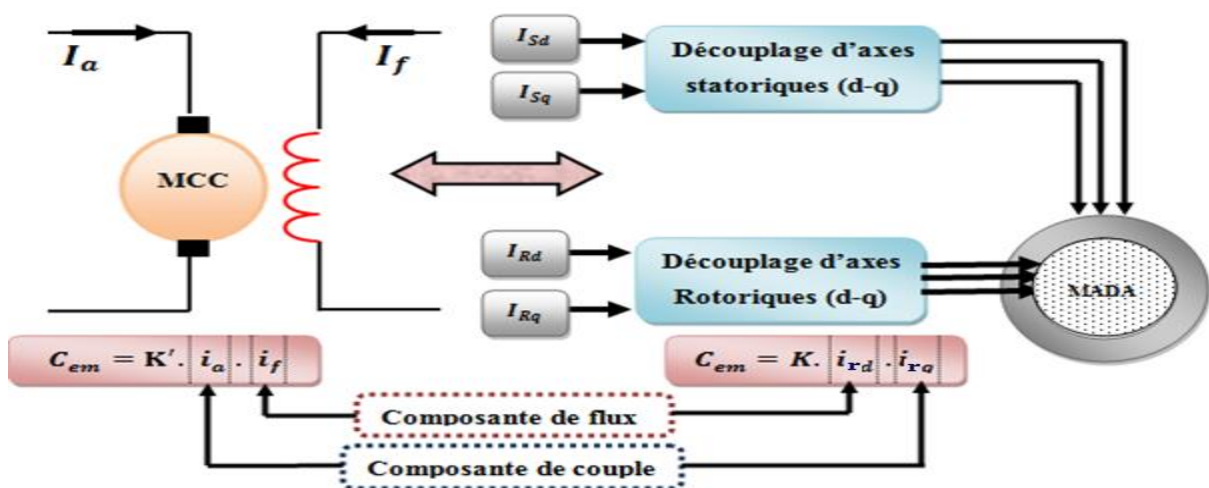 I_a
I_f
MCC
I_Sd
I_Sq
Découplage d'axes
statoriques (d-q)
I_Rd
I_Rq
Découplage d'axes
Rotoriques (d-q)
MADA
C_em = K'. i_a . i_f
C_em = K. i_rd . i_rq
Composante de flux
Composante de couple